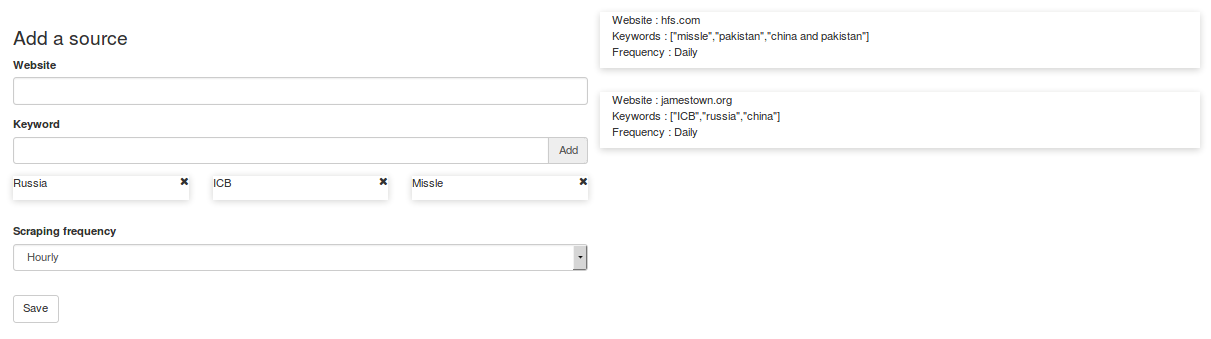 Add a source
Website
Keyword
Add
Russia ✖ ICB ✖ Missle ✖
Scraping frequency
Hourly
Save
Website : hfs.com
Keywords : ["missle","pakistan","china and pakistan"]
Frequency : Daily
Website : jamestown.org
Keywords : ["ICB","russia","china"]
Frequency : Daily